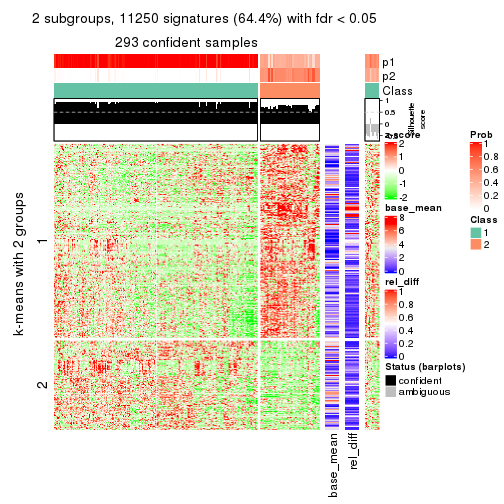 2 subgroups, 11250 signatures (64.4%) with fdr < 0.05
293 confident samples
p1
p2
Class
1
0.5
0
-0.5
Silhouette
score
k-means with 2 groups
1
2
base_mean
rel_diff
z-score
2
1
0
-1
-2
base_mean
8
6
4
2
0
rel_diff
1
0.8
0.6
0.4
0.2
0
Status (barplots)
confident
ambiguous
Prob
1
0.8
0.6
0.4
0.2
0
Class
1
2